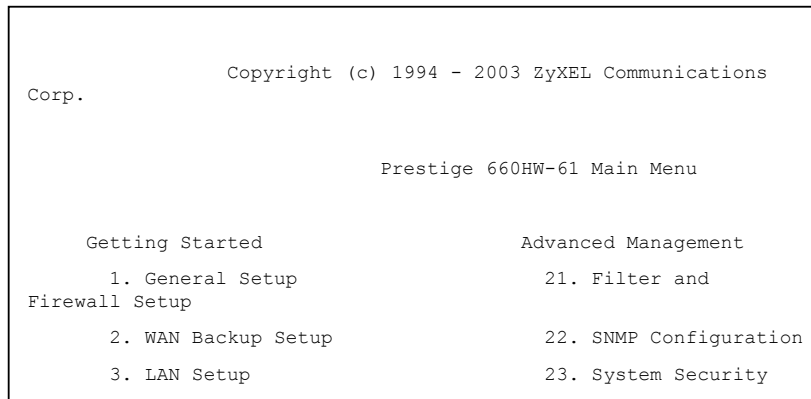 Copyright (c) 1994 - 2003 ZyXEL Communications
Corp.
Prestige 660HW-61 Main Menu
Getting Started Advanced Management
1. General Setup 21. Filter and
Firewall Setup
2. WAN Backup Setup 22. SNMP Configuration
3. LAN Setup 23. System Security